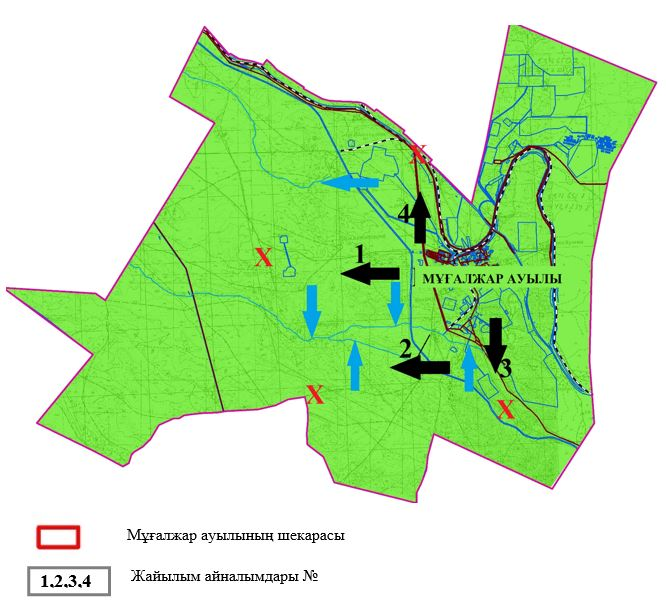 X
4
X
1
МҰҒАЛЖАР АУЫЛЫ
2
3
X
X
Мұғалжар ауылының шекарасы
1,2,3,4 Жайылым айналымдары №